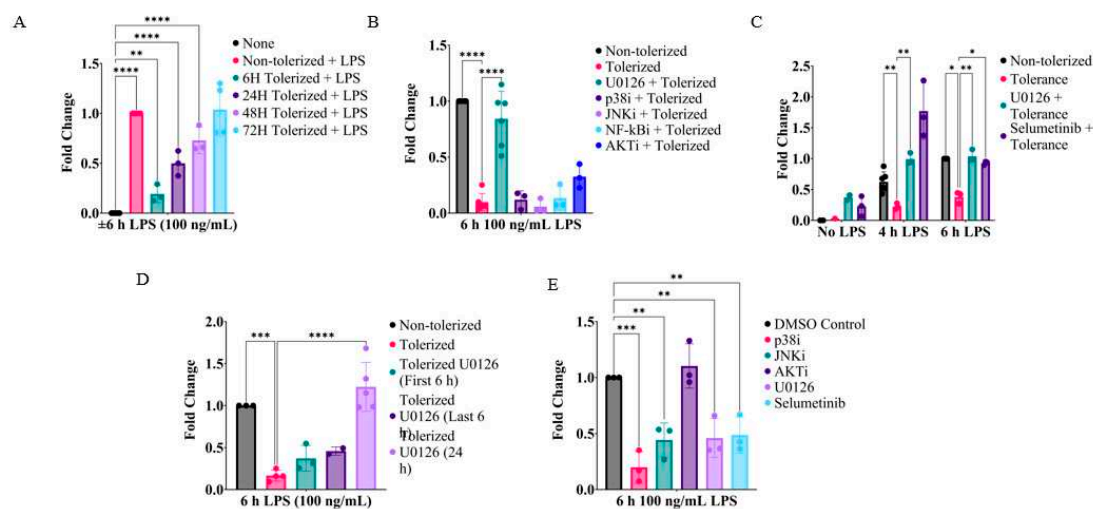 A
Fold Change
1.5
1.0
0.5
0.0
****
****
**
****
±6 h LPS (100 ng/mL)
None
Non-tolerized + LPS
6H Tolerized + LPS
24H Tolerized + LPS
48H Tolerized + LPS
72H Tolerized + LPS
B
Fold Change
1.5
1.0
0.5
0.0
**** ****
6 h 100 ng/mL LPS
Non-tolerized
Tolerized
U0126 + Tolerized
p38i + Tolerized
JNKi + Tolerized
NF-kBi + Tolerized
AKTi + Tolerized
C
Fold Change
2.5
2.0
1.5
1.0
0.5
0.0
**
**
*
* **
No LPS 4 h LPS 6 h LPS
Non-tolerized
Tolerance
U0126 +
Tolerance
Selumetinib +
Tolerance
D
Fold Change
2.0
1.5
1.0
0.5
0.0
*** ****
6 h LPS (100 ng/mL)
Non-tolerized
Tolerized
Tolerized U0126
(First 6 h)
Tolerized
U0126 (Last 6
h)
Tolerized
U0126 (24
h)
E
Fold Change
1.5
1.0
0.5
0.0
**
**
**
***
6 h 100 ng/mL LPS
DMSO Control
p38i
JNKi
AKTi
U0126
Selumetinib